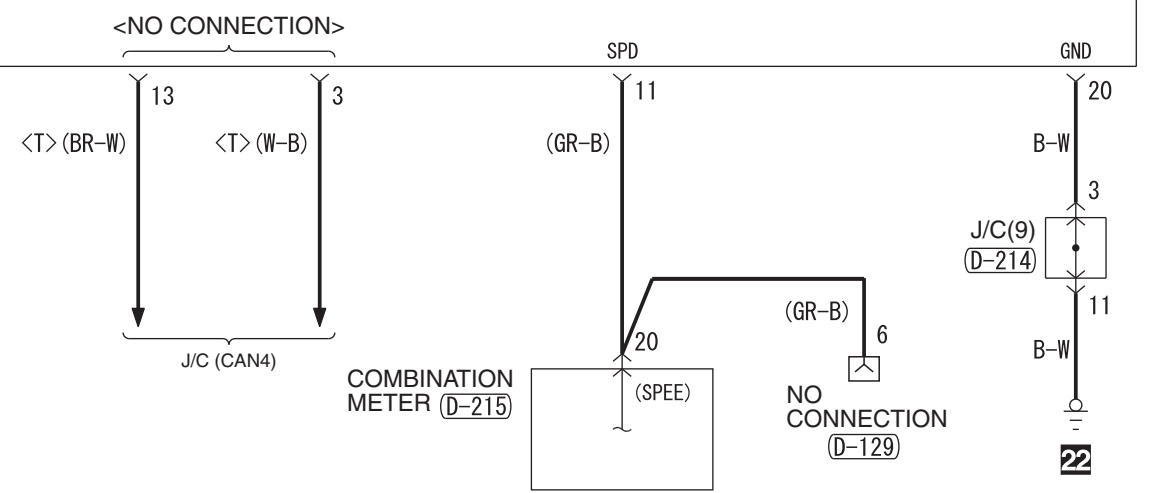 <NO CONNECTION>
SPD
GND
13
3
11
20
<T>(BR-W)
<T>(W-B)
(GR-B)
B-W
3
J/C(9)
D-214
11
(GR-B)
6
20
B-W
J/C (CAN4)
COMBINATION
METER D-215
(SPEE)
NO
CONNECTION
D-129
22